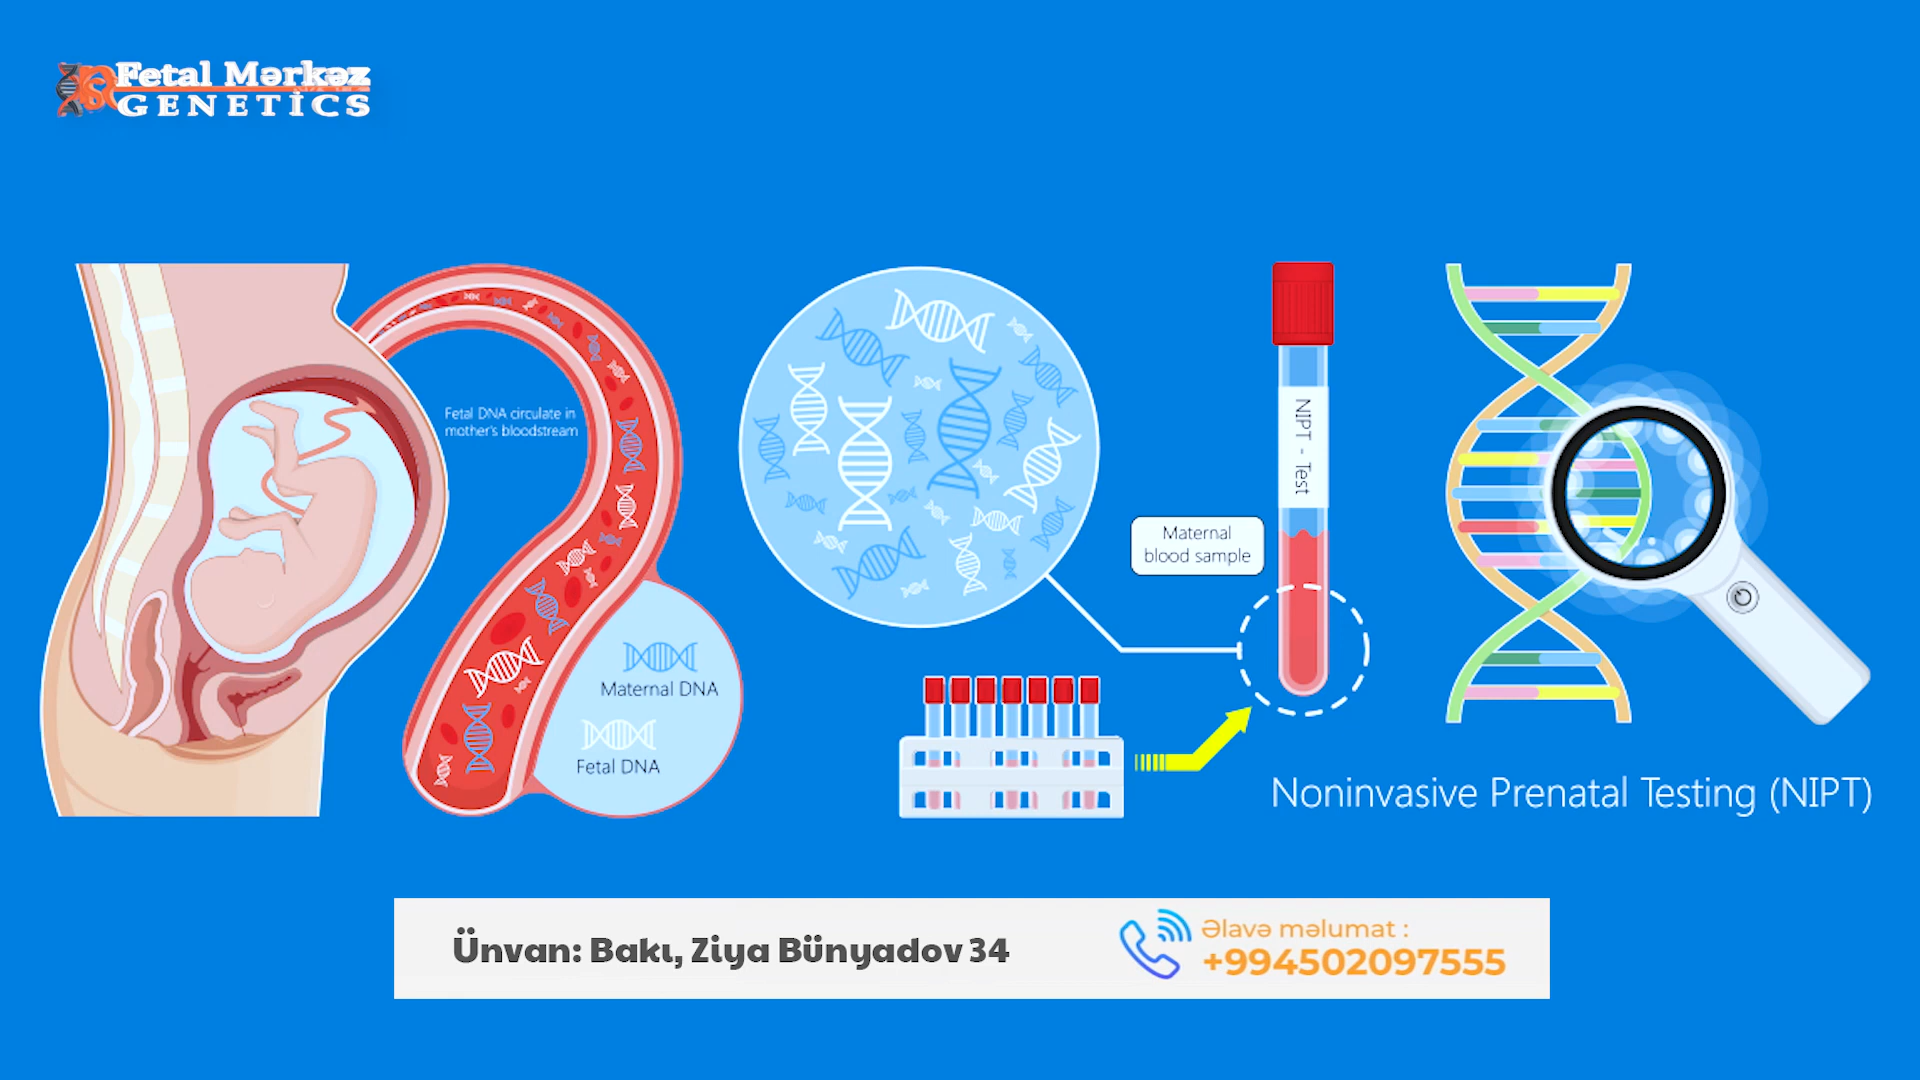 Fetal Mərkəz
GENETİCS
Fetal DNA circulate in
mother's bloodstream
Maternal DNA
Fetal DNA
Maternal
blood sample
NIPT - Test
Noninvasive Prenatal Testing (NIPT)
Ünvan: Bakı, Ziya Bünyadov 34
Əlavə məlumat :
+994502097555